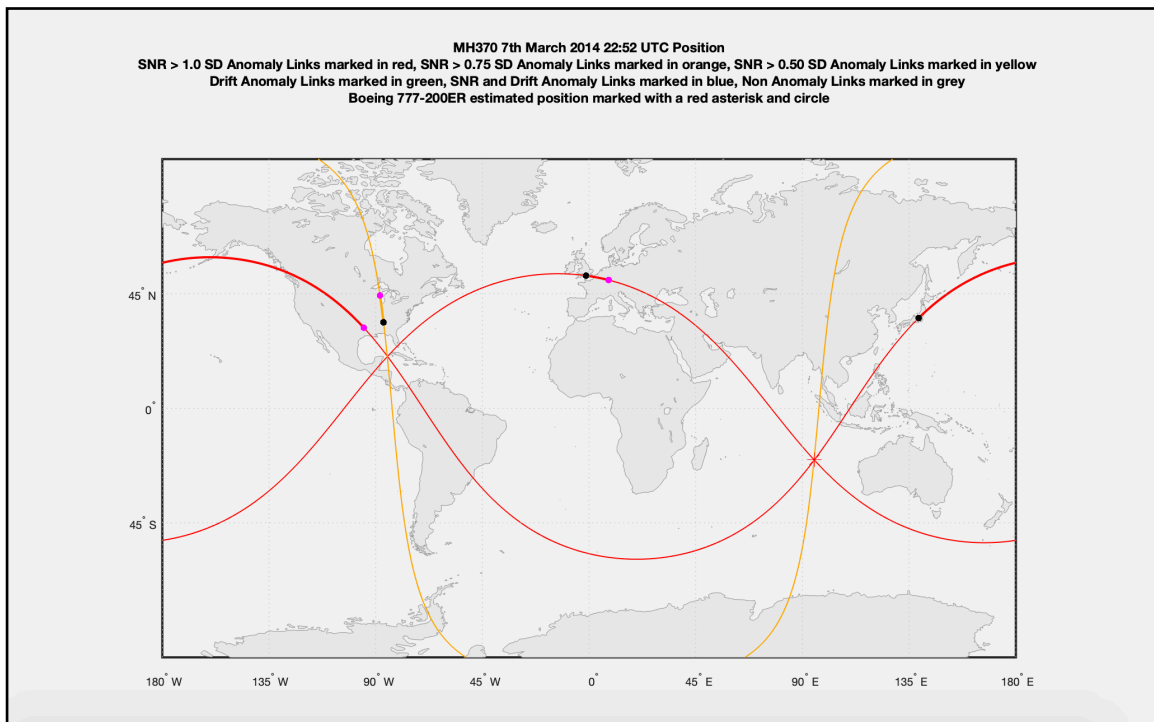 MH370 7th March 2014 22:52 UTC Position
SNR > 1.0 SD Anomaly Links marked in red, SNR > 0.75 SD Anomaly Links marked in orange, SNR > 0.50 SD Anomaly Links marked in yellow
Drift Anomaly Links marked in green, SNR and Drift Anomaly Links marked in blue, Non Anomaly Links marked in grey
Boeing 777-200ER estimated position marked with a red asterisk and circle
45° N
0°
45° S
180° W 135° W 90° W 45° W 0° 45° E 90° E 135° E 180° E